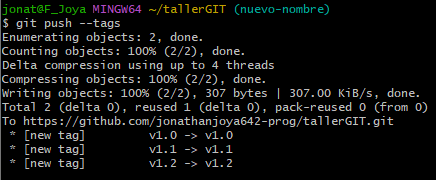 jonat@F_Joya MINGW64 ~/tallerGIT (nuevo-nombre)
$ git push --tags
Enumerating objects: 2, done.
Counting objects: 100% (2/2), done.
Delta compression using up to 4 threads
Compressing objects: 100% (2/2), done.
Writing objects: 100% (2/2), 307 bytes | 307.00 KiB/s, done.
Total 2 (delta 0), reused 1 (delta 0), pack-reused 0 (from 0)
To https://github.com/jonathanjoya642-prog/tallerGIT.git
 * [new tag]         v1.0 -> v1.0
 * [new tag]         v1.1 -> v1.1
 * [new tag]         v1.2 -> v1.2